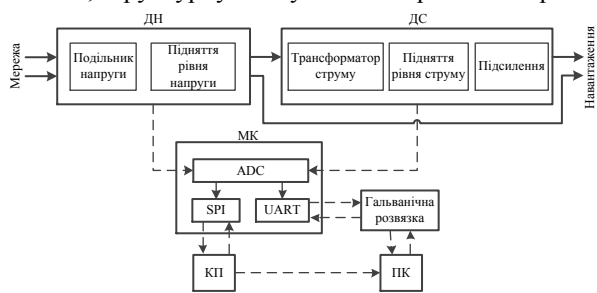 ДН
ДС
Мережа
Подільник
напруги
Підняття
рівня
напруги
Трансформатор
струму
Підняття
рівня струму
Підсилення
Навантаження
МК
ADC
SPI
UART
Гальванічна
розвязка
КП
ПК